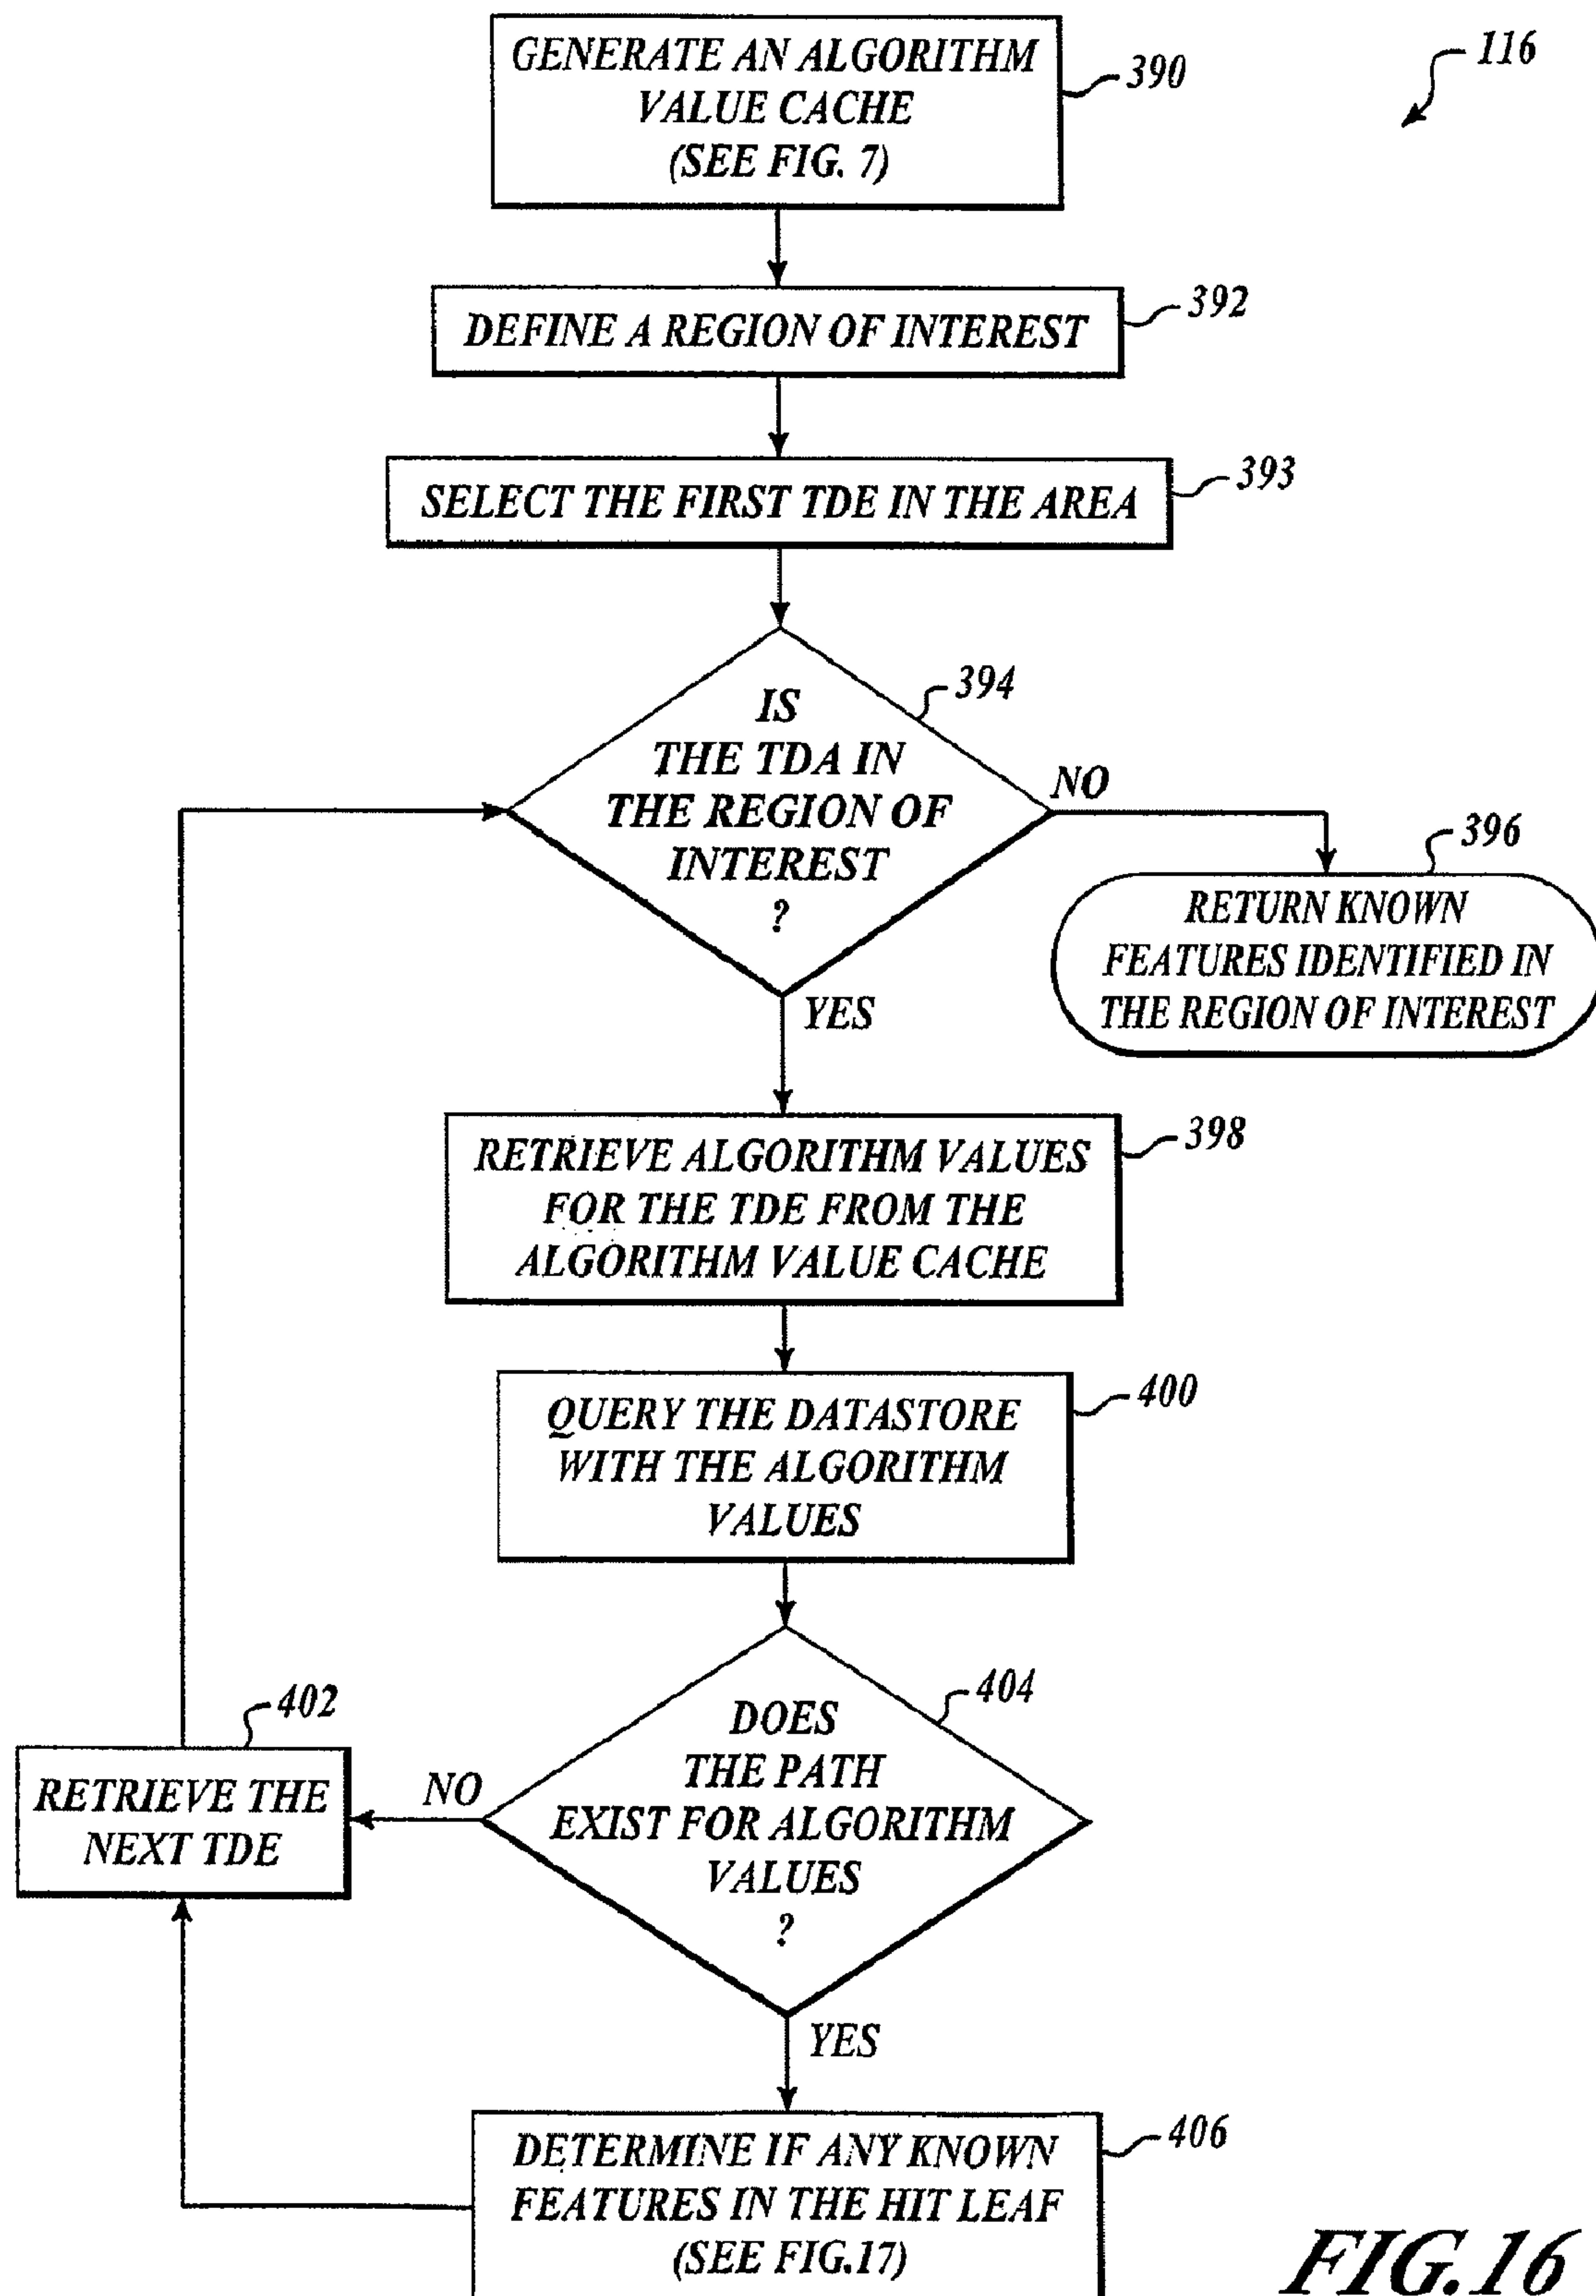 GENERATE AN ALGORITHM
VALUE CACHE
(SEE FIG. 7)
390
116
DEFINE A REGION OF INTEREST
392
SELECT THE FIRST TDE IN THE AREA
393
IS
THE TDA IN
THE REGION OF
INTEREST
?
394
NO
396
RETURN KNOWN
FEATURES IDENTIFIED IN
THE REGION OF INTEREST
YES
RETRIEVE ALGORITHM VALUES
FOR THE TDE FROM THE
ALGORITHM VALUE CACHE
398
QUERY THE DATASTORE
WITH THE ALGORITHM
VALUES
400
DOES
THE PATH
EXIST FOR ALGORITHM
VALUES
?
404
NO
402
RETRIEVE THE
NEXT TDE
YES
DETERMINE IF ANY KNOWN
FEATURES IN THE HIT LEAF
(SEE FIG.17)
406
FIG.16